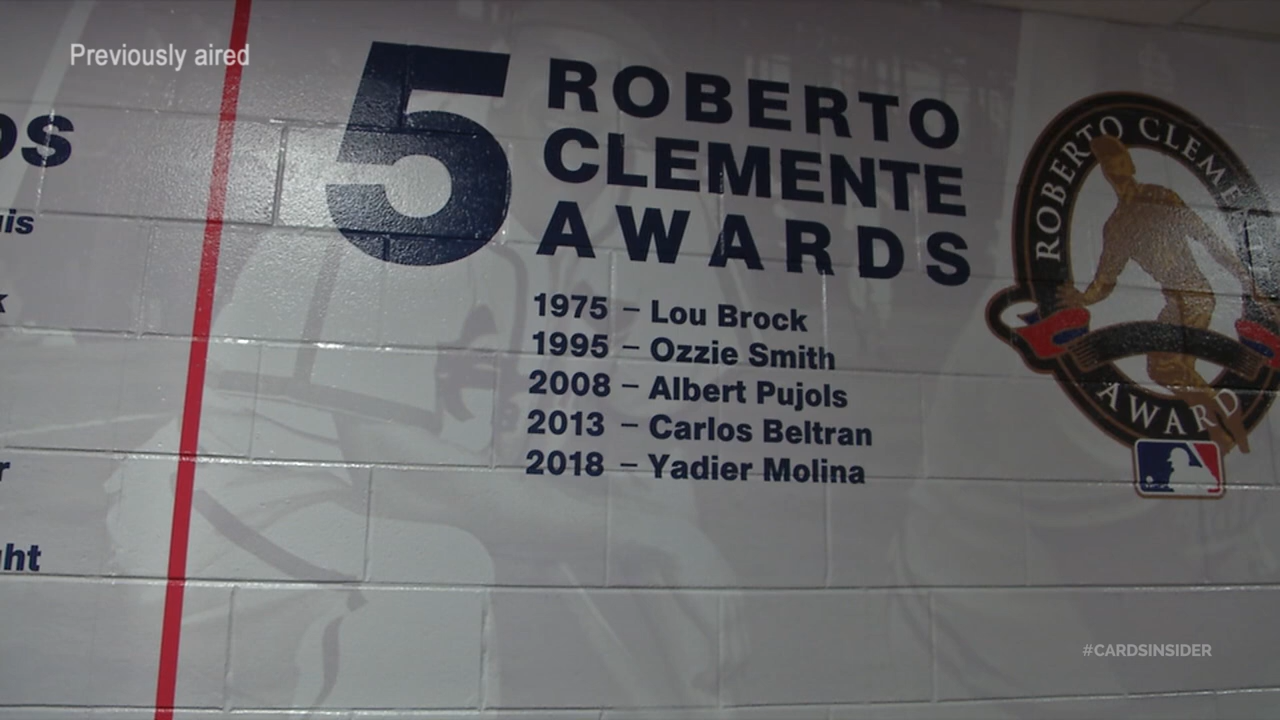 Previously aired
5
ROBERTO
CLEMENTE
AWARDS
1975 – Lou Brock
1995 – Ozzie Smith
2008 – Albert Pujols
2013 – Carlos Beltran
2018 – Yadier Molina
ROBERTO CLEMENTE
AWARD
#CARDSINSIDER